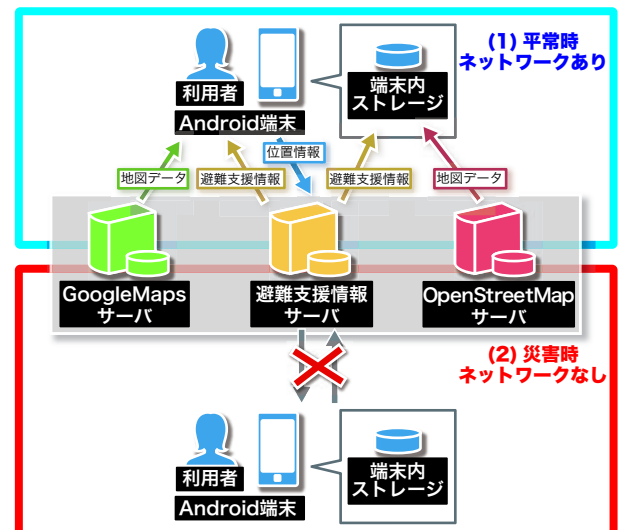 (1) 平常時
ネットワークあり
利用者
Android端末
端末内
ストレージ
位置情報
地図データ
避難支援情報
避難支援情報
地図データ
GoogleMaps
サーバ
避難支援情報
サーバ
OpenStreetMap
サーバ
(2) 災害時
ネットワークなし
利用者
Android端末
端末内
ストレージ